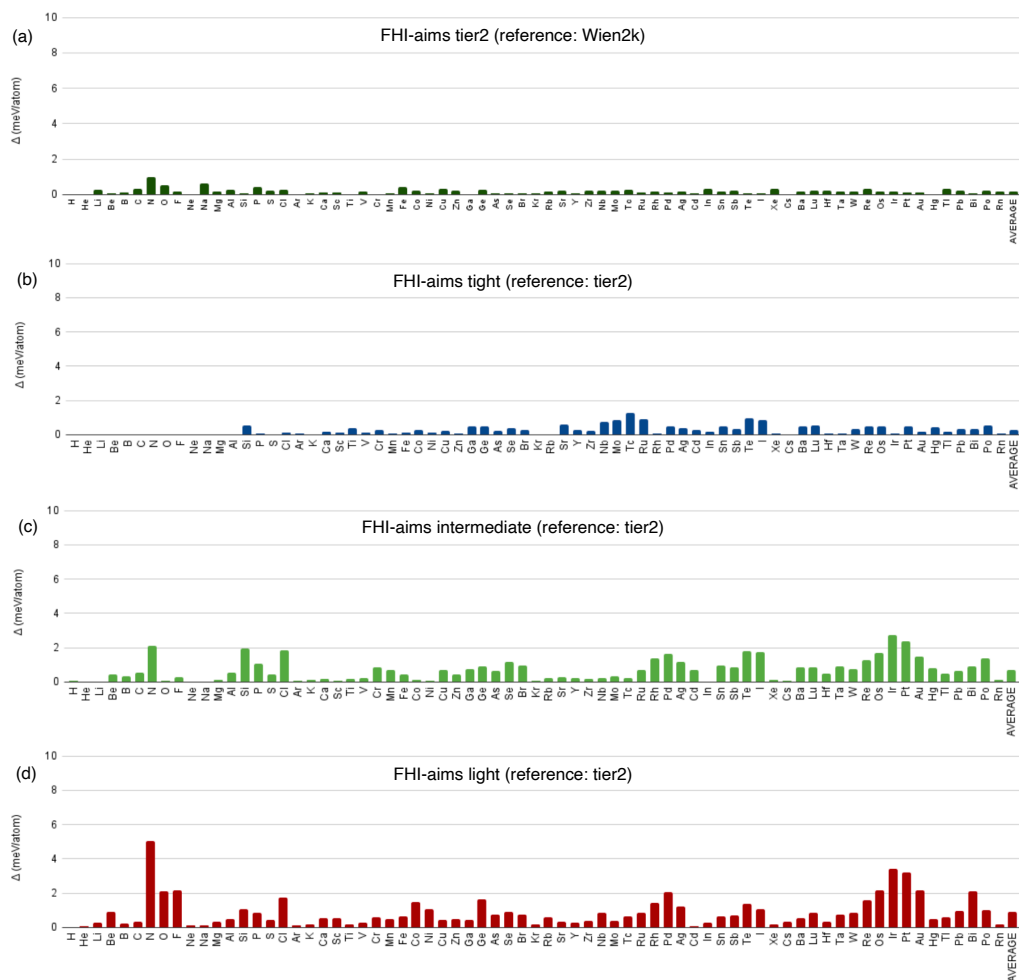 (a)
FHI-aims tier2 (reference: Wien2k)
Δ (meV/atom)
10
8
6
4
2
0
H He Li Be B C N O F Ne Na Mg Al Si P S Cl Ar K Ca Sc Ti V Cr Mn Fe Co Ni Cu Zn Ga Ge As Se Br Kr Rb Sr Y Zr Nb Mo Tc Ru Rh Pd Ag Cd In Sn Sb Te I Xe Cs Ba Lu Hf Ta W Re Os Ir Pt Au Hg Tl Pb Bi Po Rn AVERAGE
(b)
FHI-aims tight (reference: tier2)
Δ (meV/atom)
10
8
6
4
2
0
H He Li Be B C N O F Ne Na Mg Al Si P S Cl Ar K Ca Sc Ti V Cr Mn Fe Co Ni Cu Zn Ga Ge As Se Br Kr Rb Sr Y Zr Nb Mo Tc Ru Rh Pd Ag Cd In Sn Sb Te I Xe Cs Ba Lu Hf Ta W Re Os Ir Pt Au Hg Tl Pb Bi Po Rn AVERAGE
(c)
FHI-aims intermediate (reference: tier2)
Δ (meV/atom)
10
8
6
4
2
0
H He Li Be B C N O F Ne Na Mg Al Si P S Cl Ar K Ca Sc Ti V Cr Mn Fe Co Ni Cu Zn Ga Ge As Se Br Kr Rb Sr Y Zr Nb Mo Tc Ru Rh Pd Ag Cd In Sn Sb Te I Xe Cs Ba Lu Hf Ta W Re Os Ir Pt Au Hg Tl Pb Bi Po Rn AVERAGE
(d)
FHI-aims light (reference: tier2)
Δ (meV/atom)
10
8
6
4
2
0
H He Li Be B C N O F Ne Na Mg Al Si P S Cl Ar K Ca Sc Ti V Cr Mn Fe Co Ni Cu Zn Ga Ge As Se Br Kr Rb Sr Y Zr Nb Mo Tc Ru Rh Pd Ag Cd In Sn Sb Te I Xe Cs Ba Lu Hf Ta W Re Os Ir Pt Au Hg Tl Pb Bi Po Rn AVERAGE